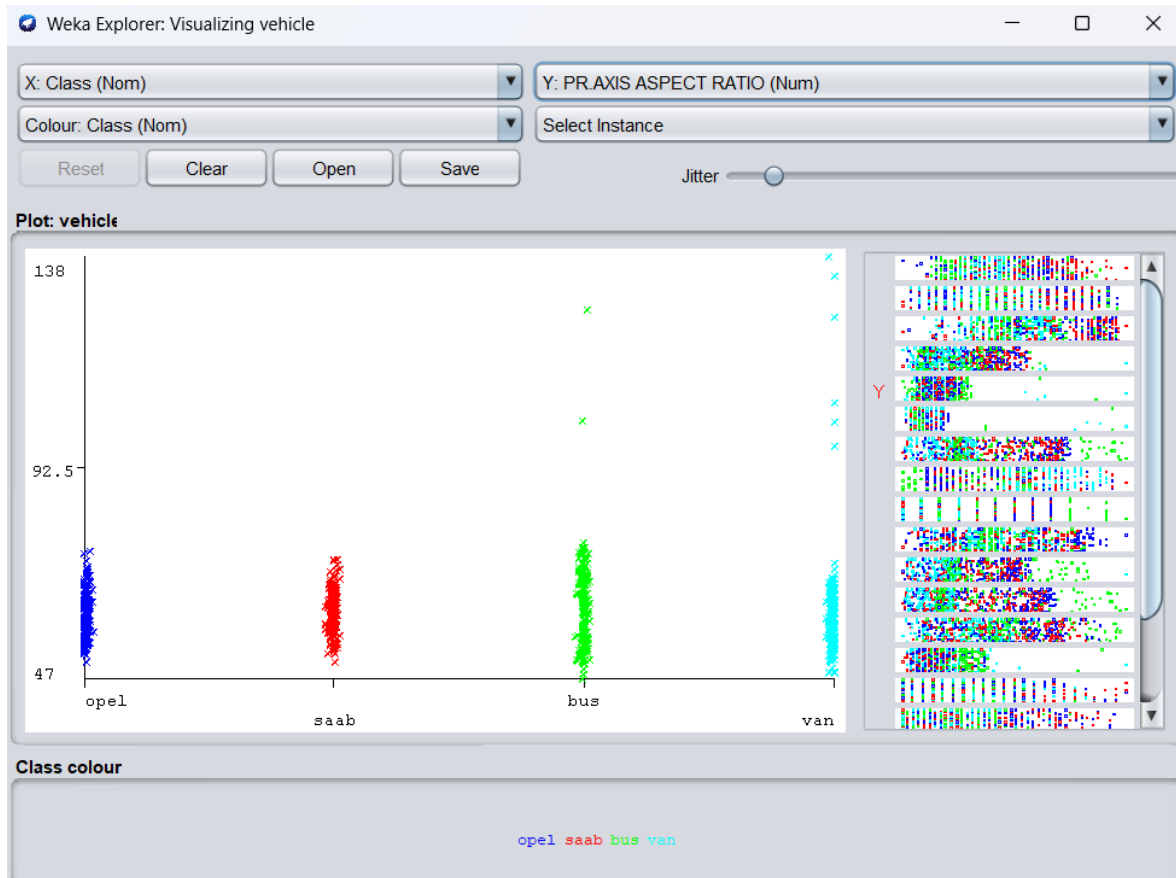 Weka Explorer: Visualizing vehicle
X: Class (Nom)
Y: PR.AXIS ASPECT RATIO (Num)
Colour: Class (Nom)
Select Instance
Reset
Clear
Open
Save
Jitter
Plot: vehicle
138
92.5
47
opel
saab
bus
van
Y
Class colour
opel saab bus van